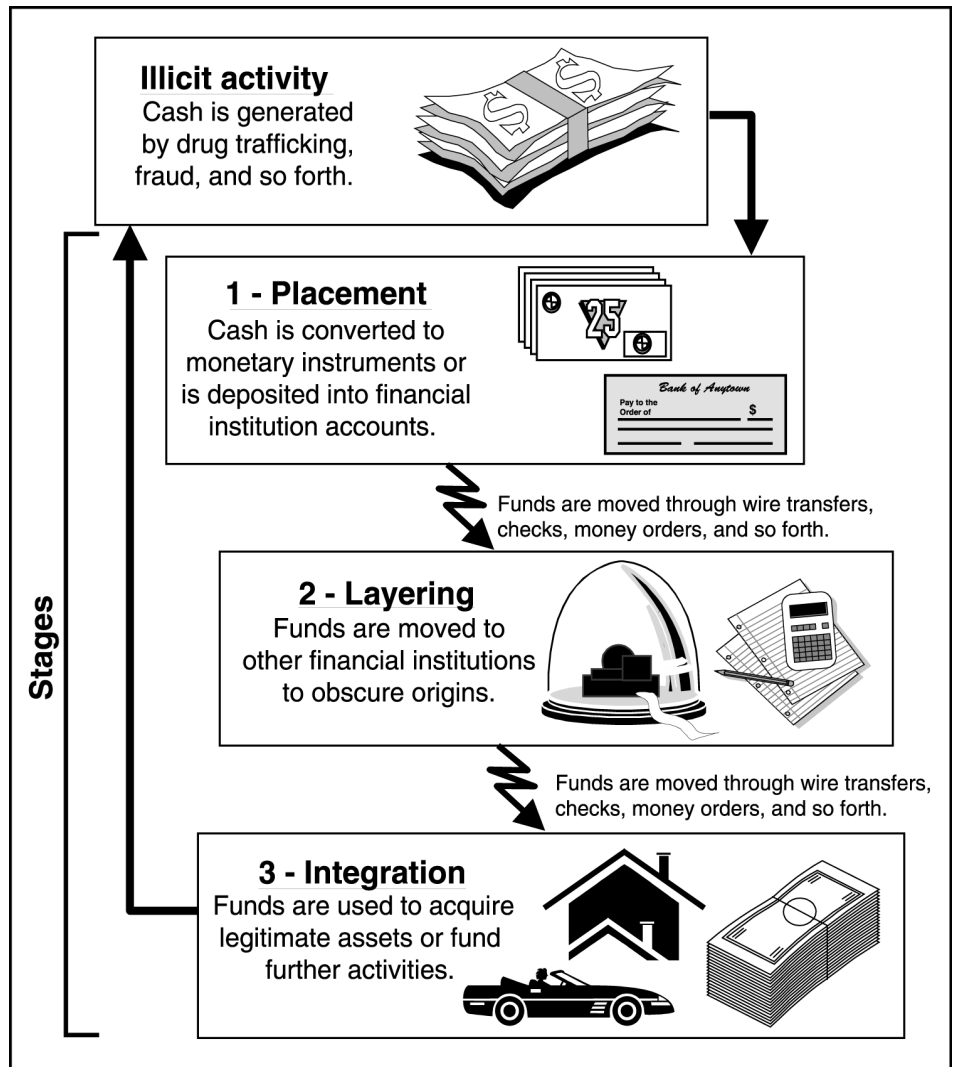 Illicit activity
Cash is generated
by drug trafficking,
fraud, and so forth.
$ $
1 - Placement
Cash is converted to
monetary instruments or
is deposited into financial
institution accounts.
25
Bank of Anytown
Pay to the
Order of
$
Funds are moved through wire transfers,
checks, money orders, and so forth.
2 - Layering
Funds are moved to
other financial institutions
to obscure origins.
Stages
Funds are moved through wire transfers,
checks, money orders, and so forth.
3 - Integration
Funds are used to acquire
legitimate assets or fund
further activities.